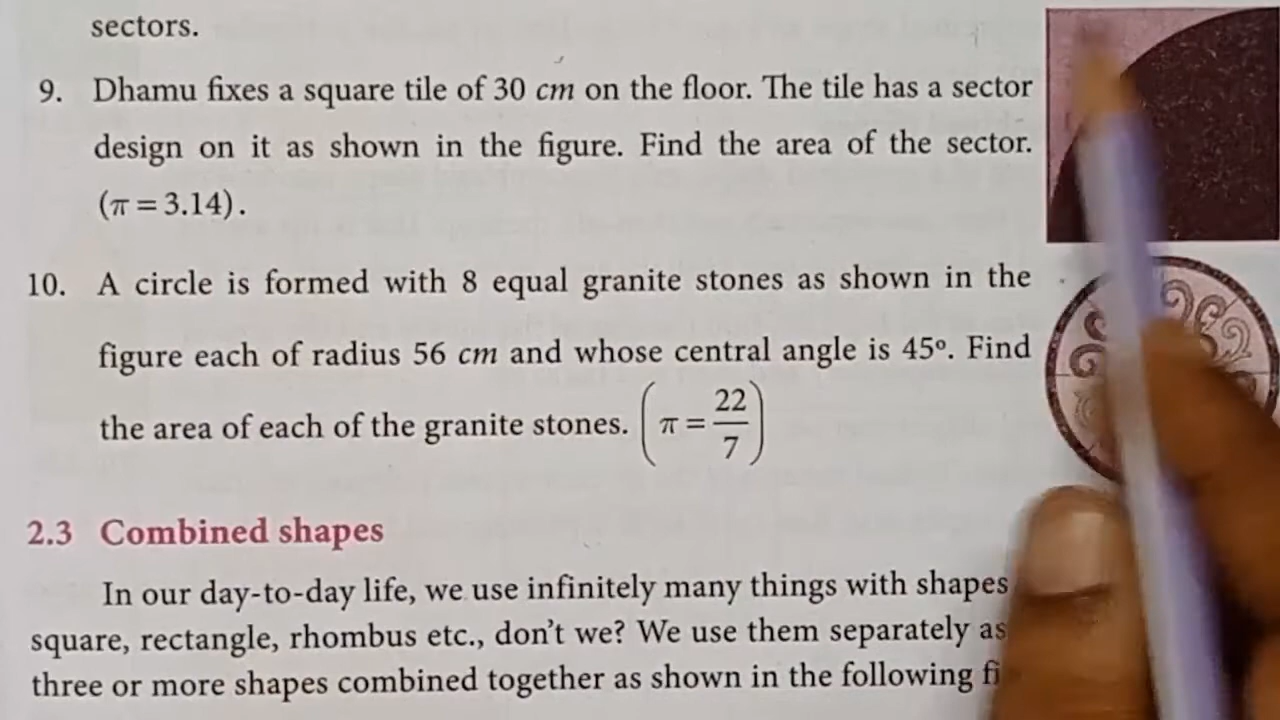 sectors.
9. Dhamu fixes a square tile of 30 cm on the floor. The tile has a sector
design on it as shown in the figure. Find the area of the sector.
(π = 3.14).
10. A circle is formed with 8 equal granite stones as shown in the
figure each of radius 56 cm and whose central angle is 45º. Find
the area of each of the granite stones. (π = 22/7)
2.3 Combined shapes
In our day-to-day life, we use infinitely many things with shapes
square, rectangle, rhombus etc., don't we? We use them separately as
three or more shapes combined together as shown in the following